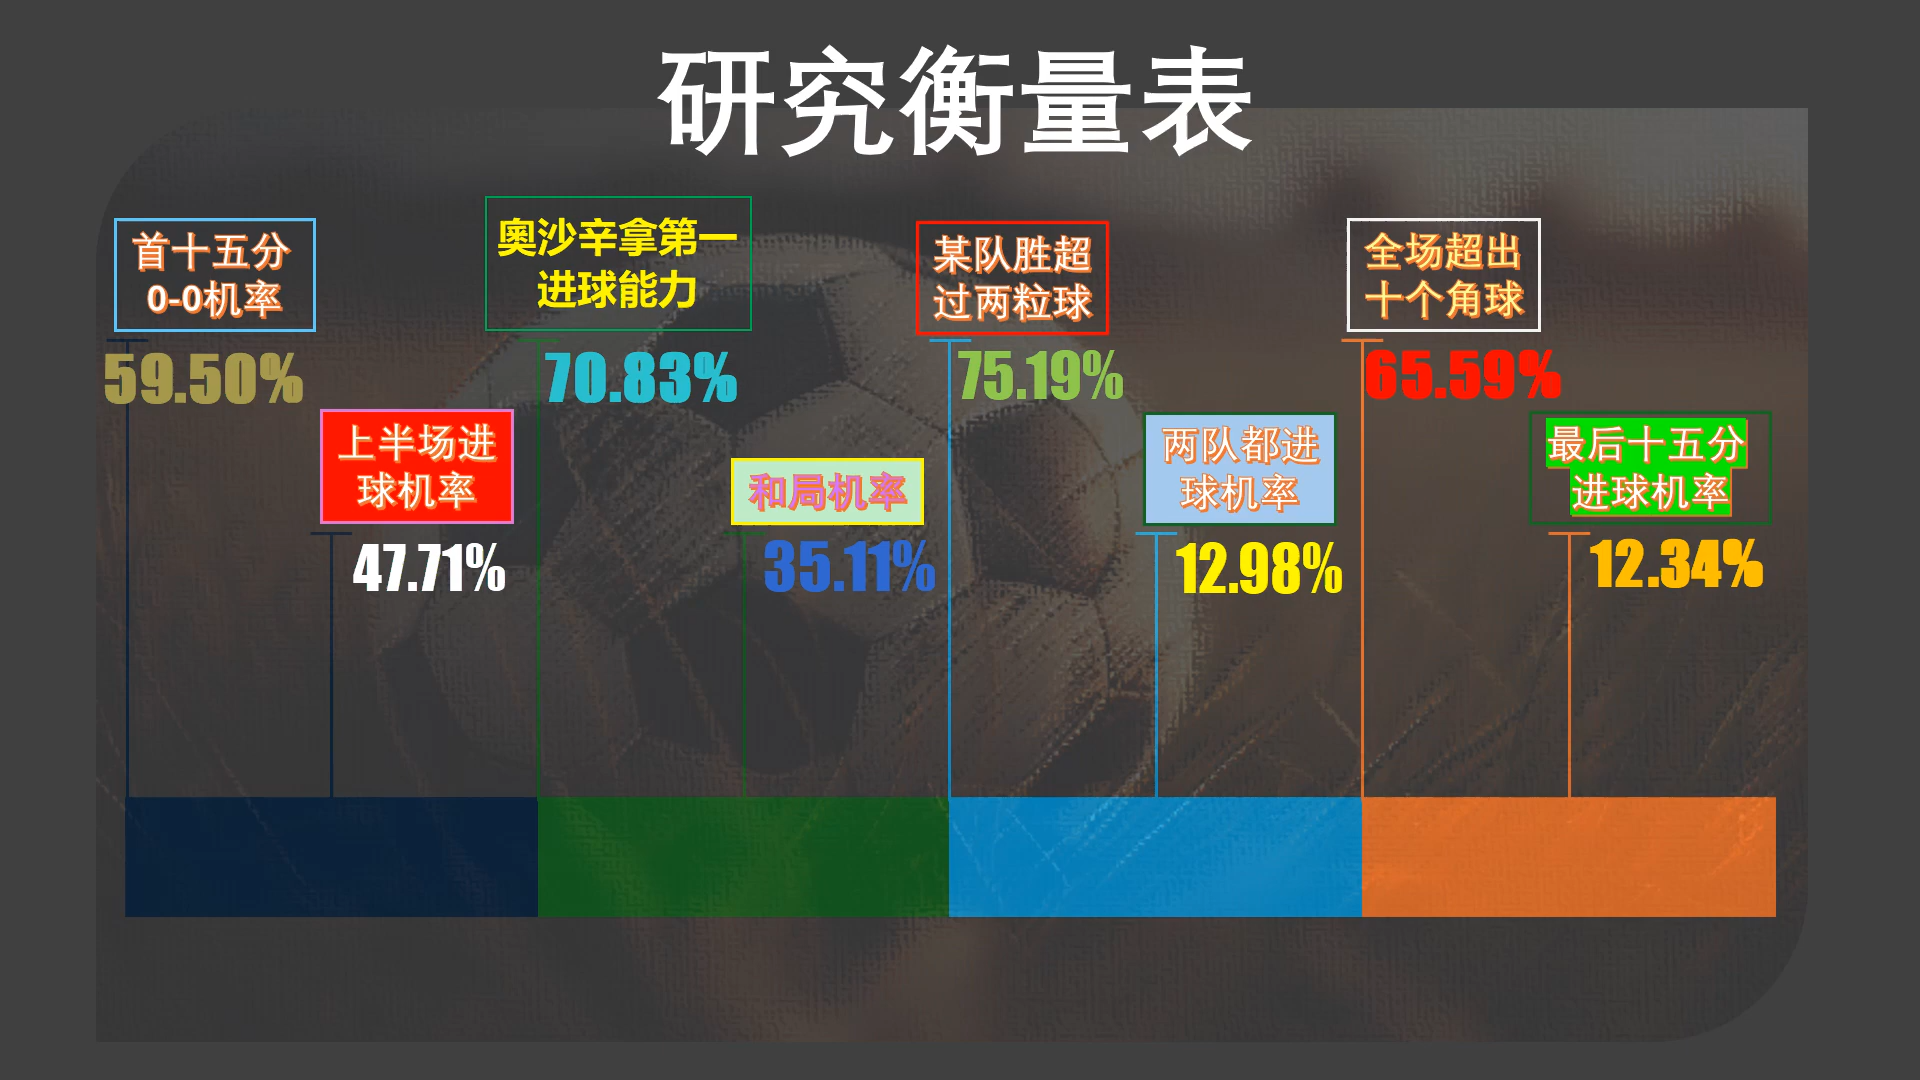 研究衡量表
首十五分
0-0机率
59.50%
上半场进
球机率
47.71%
奥沙辛拿第一
进球能力
70.83%
和局机率
35.11%
某队胜超
过两粒球
75.19%
两队都进
球机率
12.98%
全场超出
十个角球
65.59%
最后十五分
进球机率
12.34%